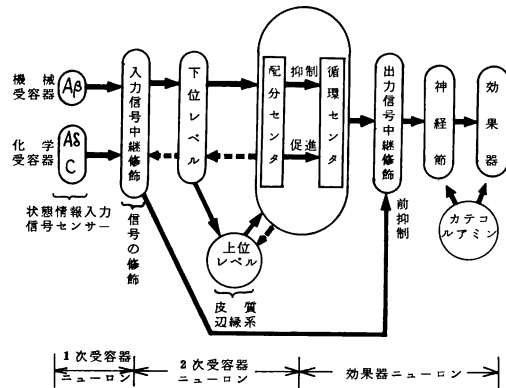 機械
受容器
Aβ
化学
受容器
Aδ
C
状態情報入力
信号センサー
入力信号中継修飾
信号の修飾
下位レベル
上位
レベル
皮質
辺縁系
配分センタ
抑制
促進
循環センタ
出力信号中継修飾
前抑制
神経節
効果器
カテコ
ルアミン
1次受容器
ニューロン
2次受容器
ニューロン
効果器ニューロン